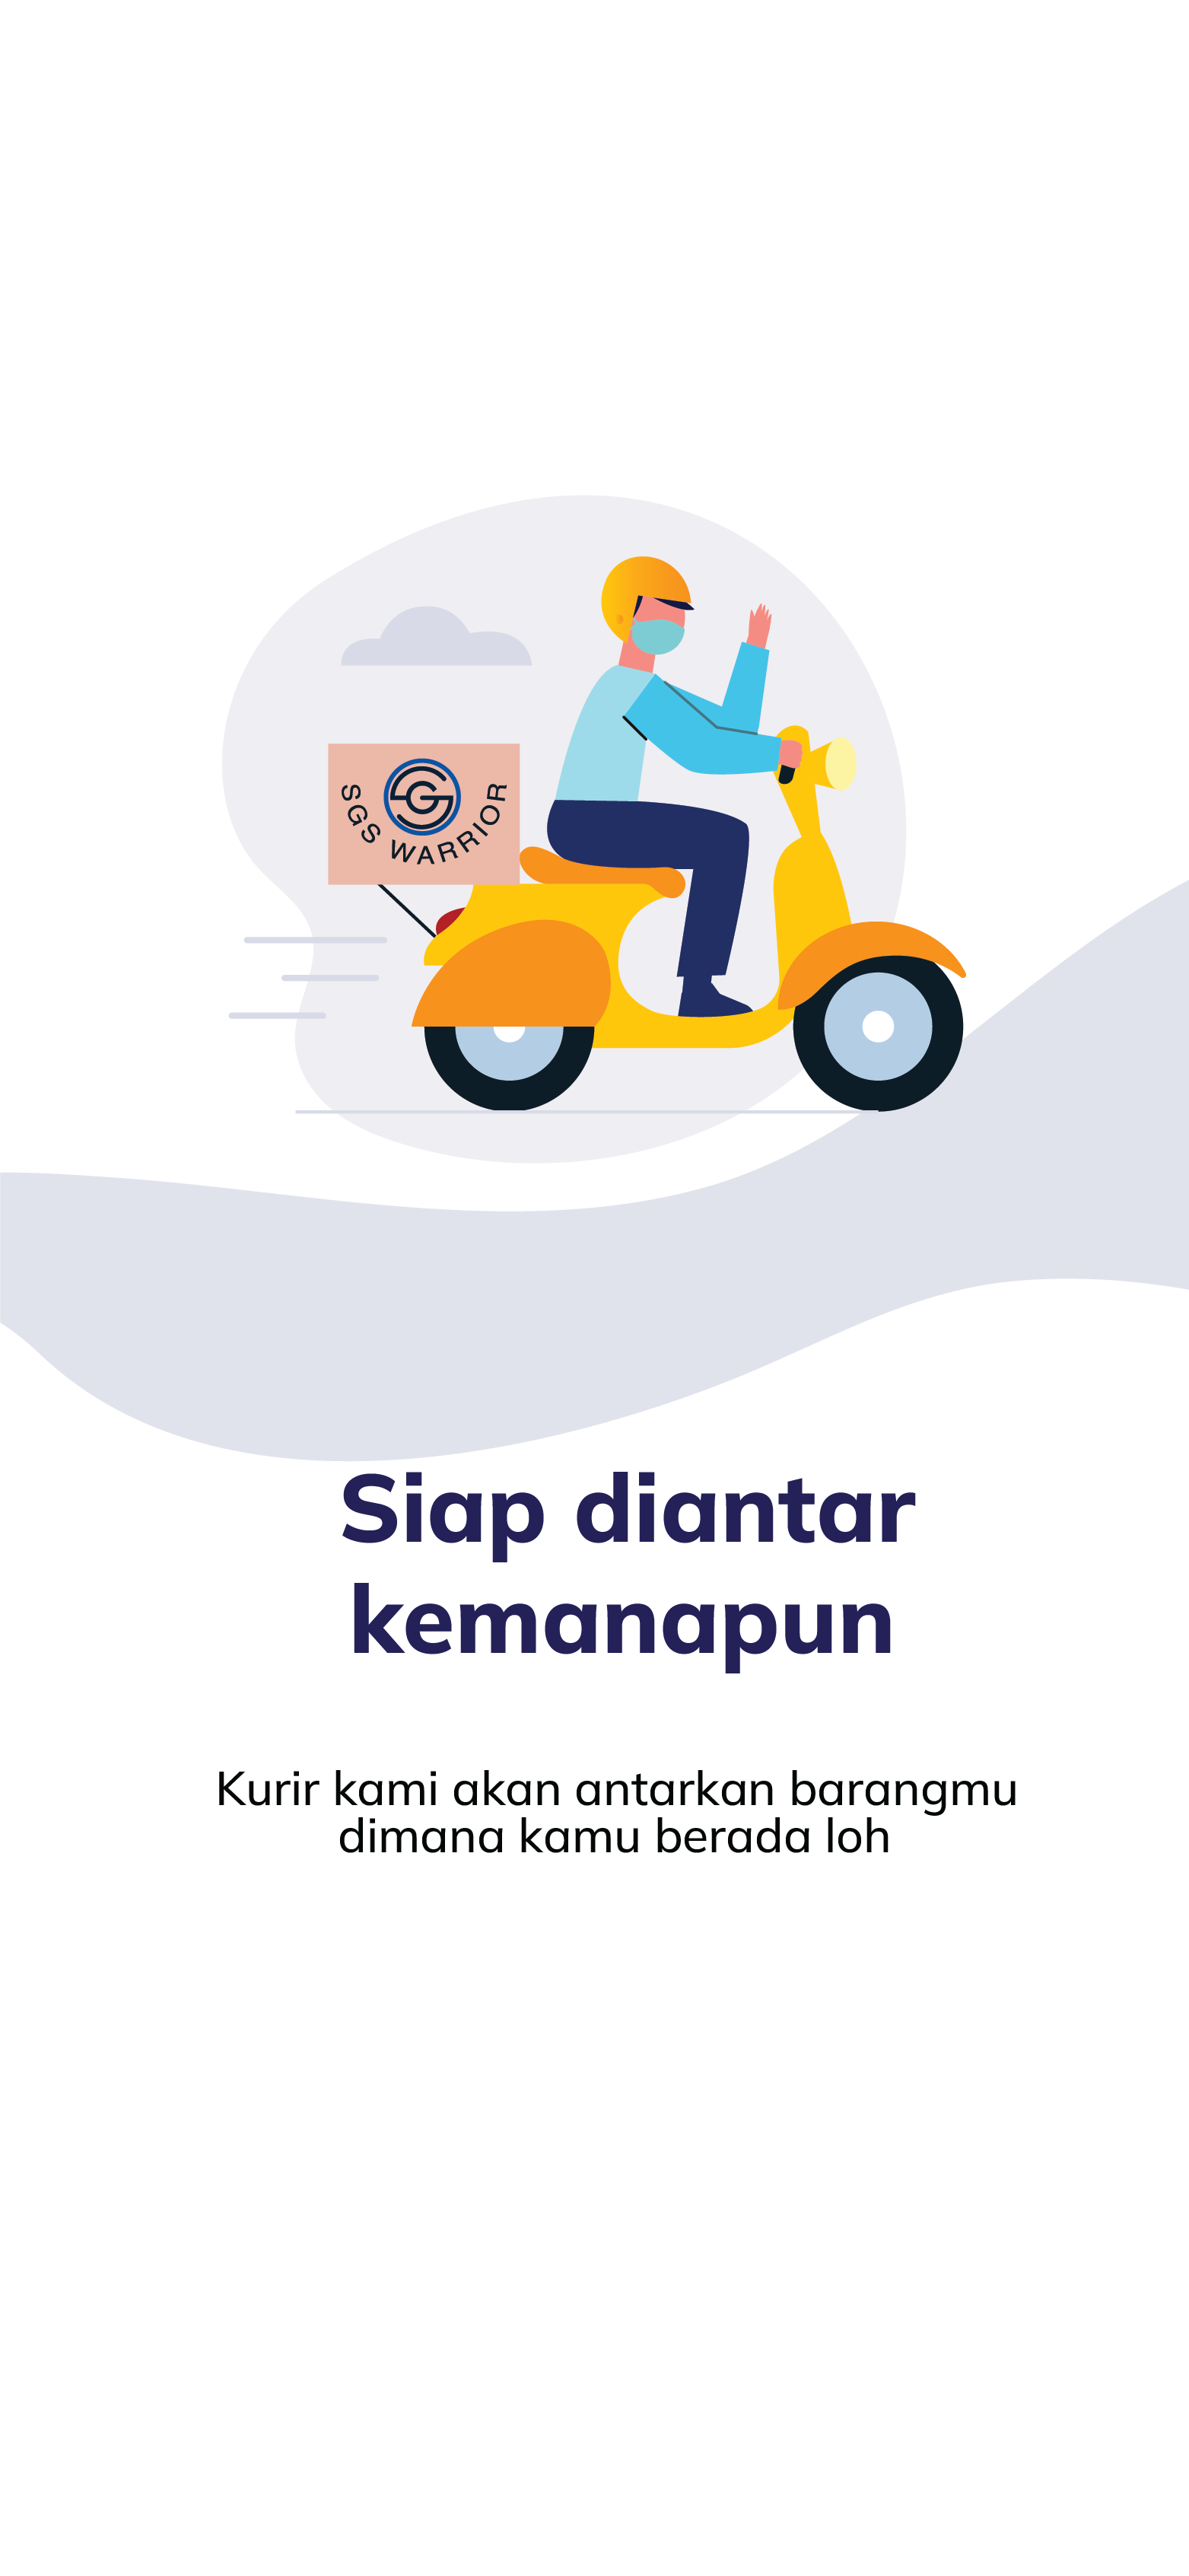 SGS WARRIOR
Siap diantar
kemanapun
Kurir kami akan antarkan barangmu
dimana kamu berada loh